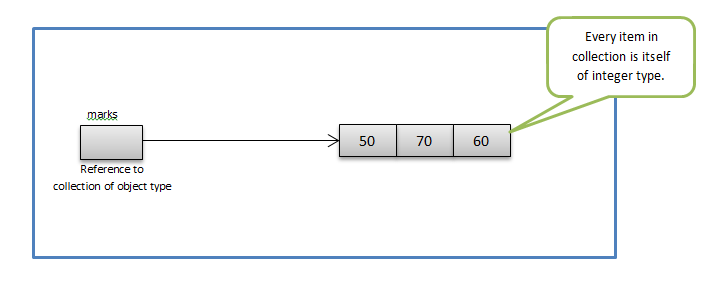 Every item in
collection is itself
of integer type.
marks
50 70 60
Reference to
collection of object type